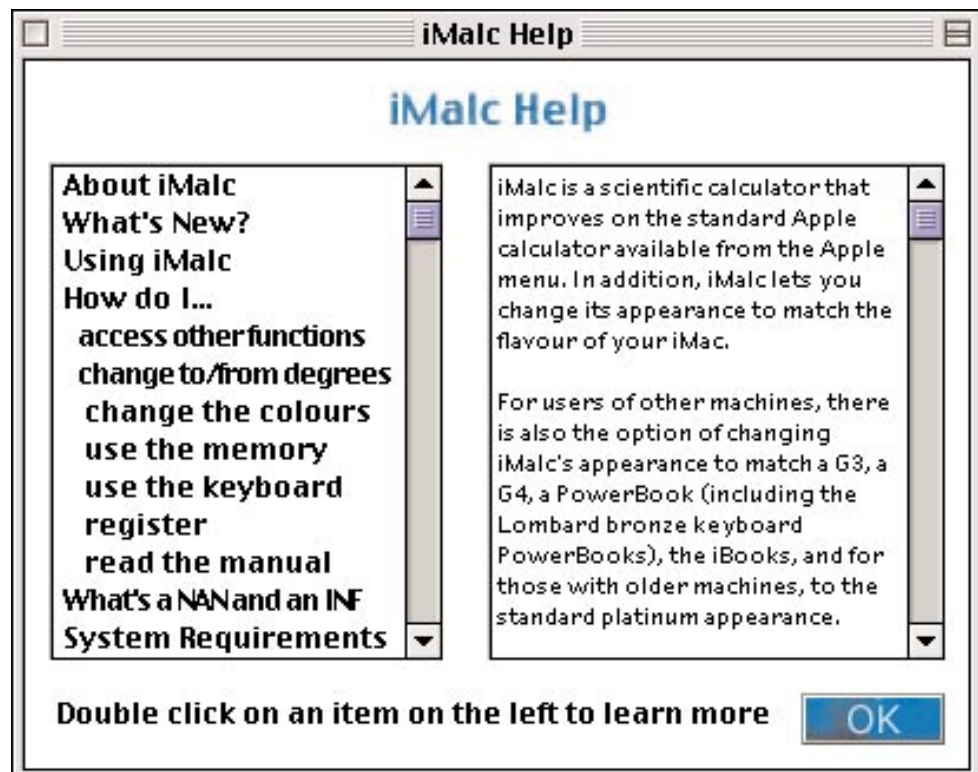 iMalc Help
iMalc Help
About iMalc
What's New?
Using iMalc
How do I...
access other functions
change to/from degrees
change the colours
use the memory
use the keyboard
register
read the manual
What's a NAN and an INF
System Requirements
iMalc is a scientific calculator that
improves on the standard Apple
calculator available from the Apple
menu. In addition, iMalc lets you
change its appearance to match the
flavour of your iMac.
For users of other machines, there
is also the option of changing
iMalc's appearance to match a G3, a
G4, a PowerBook (including the
Lombard bronze keyboard
PowerBooks), the iBooks, and for
those with older machines, to the
standard platinum appearance.
Double click on an item on the left to learn more
OK